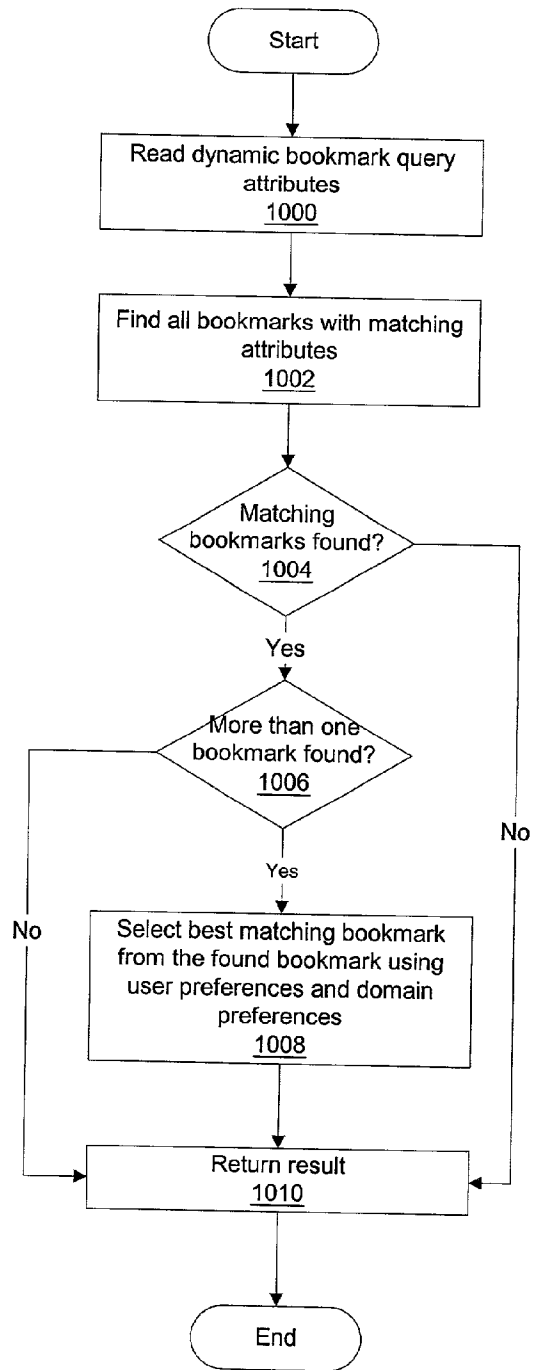 Start
Read dynamic bookmark query
attributes
1000
Find all bookmarks with matching
attributes
1002
Matching
bookmarks found?
1004
Yes
More than one
bookmark found?
1006
No
Yes
No
Select best matching bookmark
from the found bookmark using
user preferences and domain
preferences
1008
Return result
1010
End